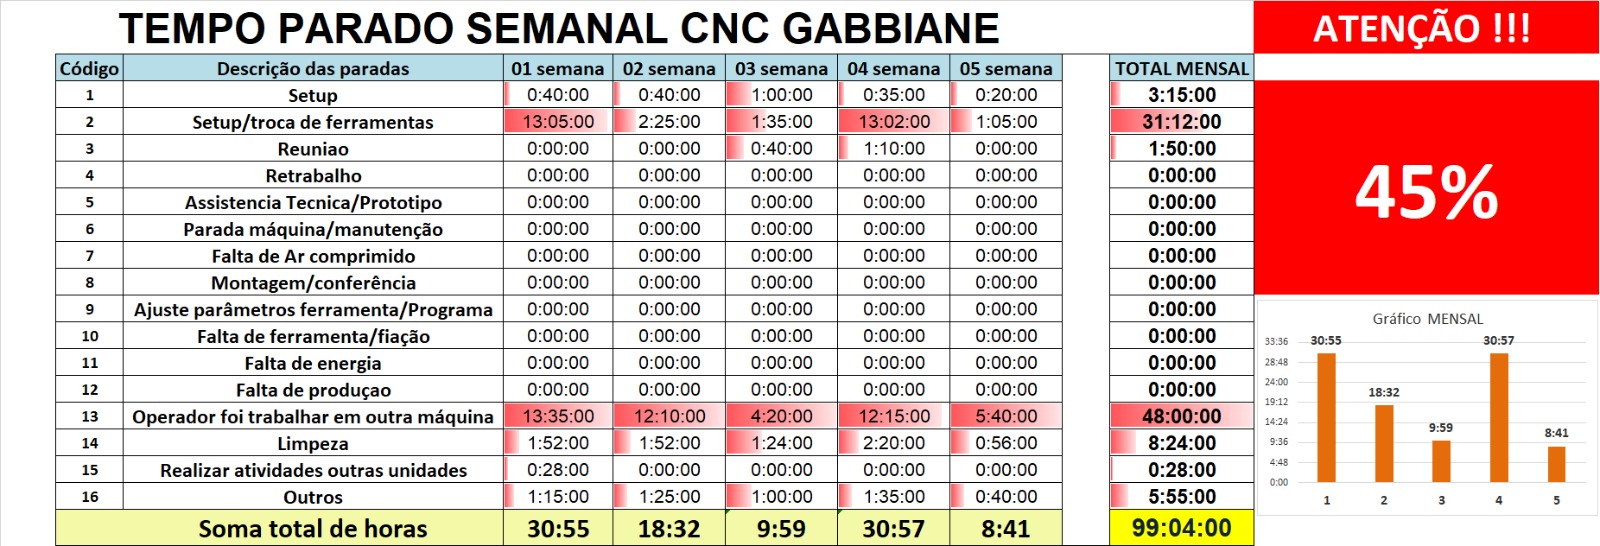 TEMPO PARADO SEMANAL CNC GABBIANE
ATENÇÃO !!!
Código Descrição das paradas 01 semana 02 semana 03 semana 04 semana 05 semana TOTAL MENSAL
1 Setup 0:40:00 0:40:00 1:00:00 0:35:00 0:20:00 3:15:00
2 Setup/troca de ferramentas 13:05:00 2:25:00 1:35:00 13:02:00 1:05:00 31:12:00
3 Reuniao 0:00:00 0:00:00 0:40:00 1:10:00 0:00:00 1:50:00
4 Retrabalho 0:00:00 0:00:00 0:00:00 0:00:00 0:00:00 0:00:00
5 Assistencia Tecnica/Prototipo 0:00:00 0:00:00 0:00:00 0:00:00 0:00:00 0:00:00
6 Parada máquina/manutenção 0:00:00 0:00:00 0:00:00 0:00:00 0:00:00 0:00:00
7 Falta de Ar comprimido 0:00:00 0:00:00 0:00:00 0:00:00 0:00:00 0:00:00
8 Montagem/conferência 0:00:00 0:00:00 0:00:00 0:00:00 0:00:00 0:00:00
9 Ajuste parâmetros ferramenta/Programa 0:00:00 0:00:00 0:00:00 0:00:00 0:00:00 0:00:00
10 Falta de ferramenta/fiação 0:00:00 0:00:00 0:00:00 0:00:00 0:00:00 0:00:00
11 Falta de energia 0:00:00 0:00:00 0:00:00 0:00:00 0:00:00 0:00:00
12 Falta de produçao 0:00:00 0:00:00 0:00:00 0:00:00 0:00:00 0:00:00
13 Operador foi trabalhar em outra máquina 13:35:00 12:10:00 4:20:00 12:15:00 5:40:00 48:00:00
14 Limpeza 1:52:00 1:52:00 1:24:00 2:20:00 0:56:00 8:24:00
15 Realizar atividades outras unidades 0:28:00 0:00:00 0:00:00 0:00:00 0:00:00 0:28:00
16 Outros 1:15:00 1:25:00 1:00:00 1:35:00 0:40:00 5:55:00
Soma total de horas 30:55 18:32 9:59 30:57 8:41 99:04:00
45%
Gráfico MENSAL
33:36
28:48
24:00
19:12
14:24
9:36
4:48
0:00
30:55
18:32
9:59
30:57
8:41
1 2 3 4 5